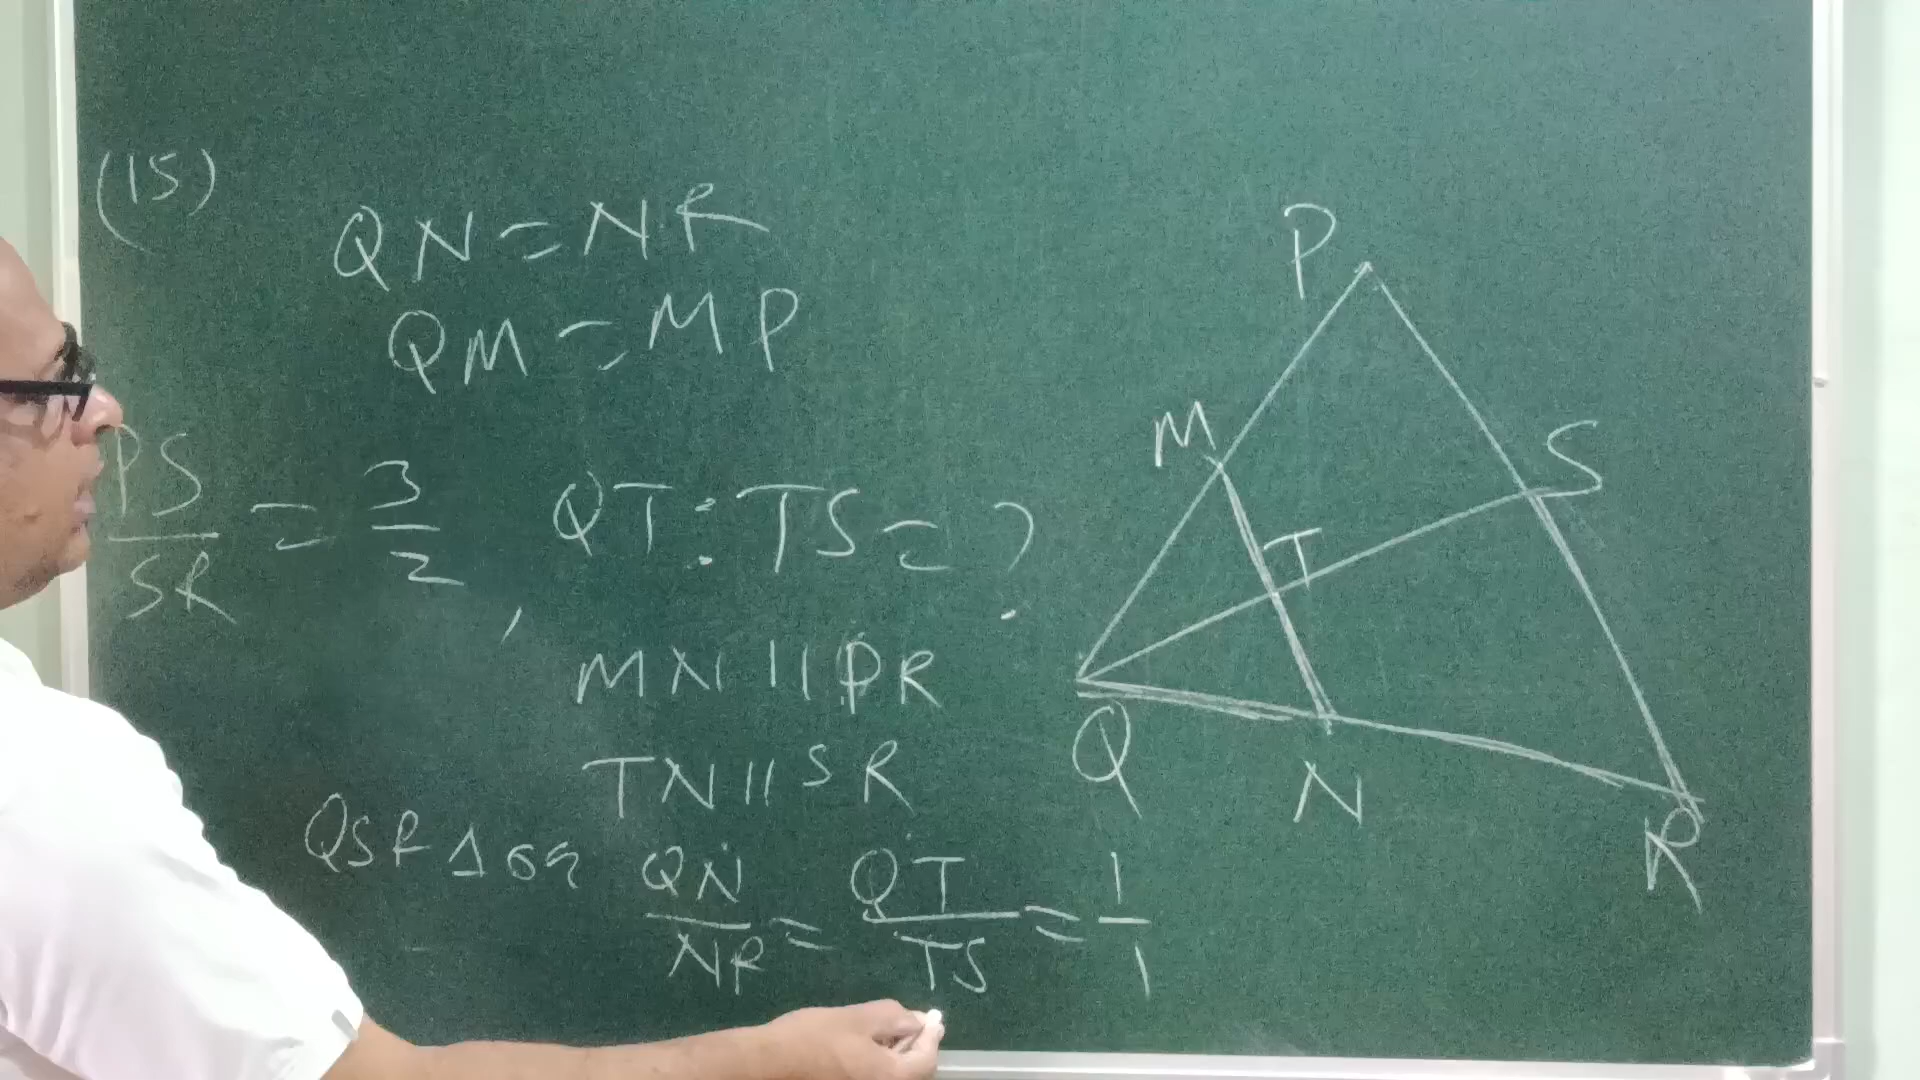 (15)
QN = NR
QM = MP
PS/SR = 3/2, QT : TS = ?
MN || PR
TN || SR
QSR Δ এর QN/NR = QT/TS = 1/1
P
M
S
T
Q
N
R